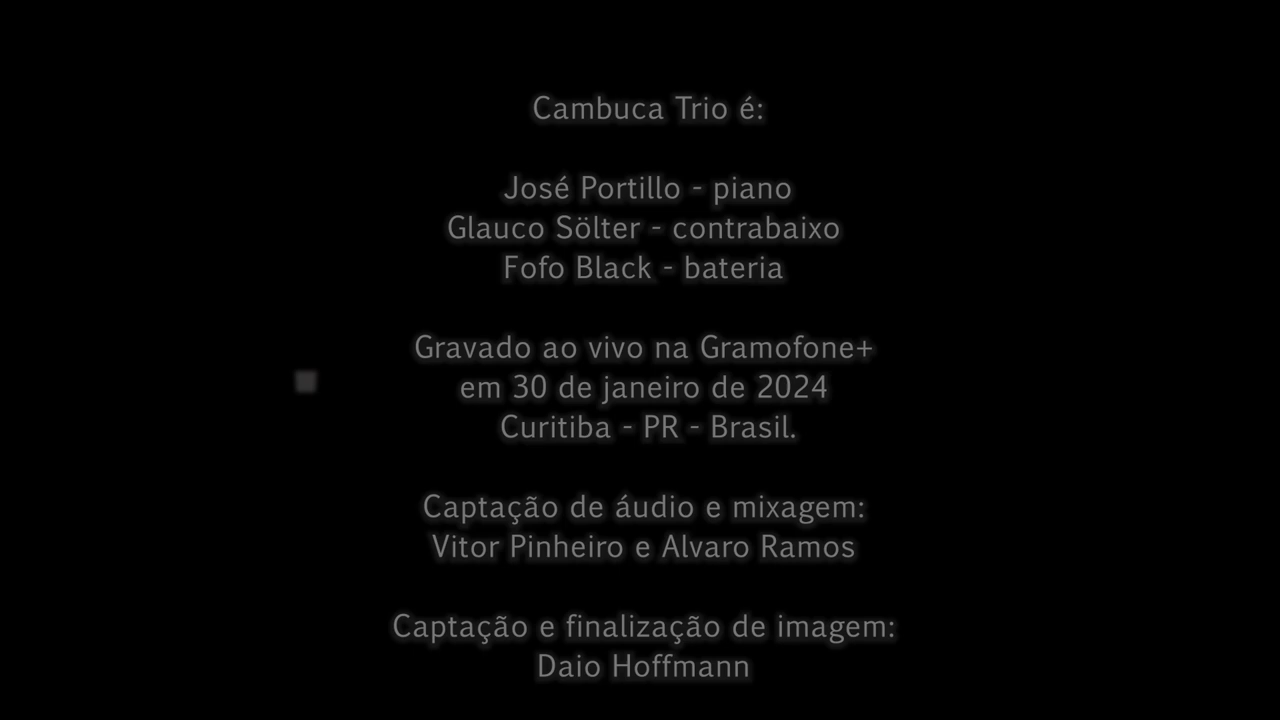 Cambuca Trio é:
José Portillo - piano
Glauco Sölter - contrabaixo
Fofo Black - bateria
Gravado ao vivo na Gramofone+
em 30 de janeiro de 2024
Curitiba - PR - Brasil.
Captação de áudio e mixagem:
Vitor Pinheiro e Alvaro Ramos
Captação e finalização de imagem:
Daio Hoffmann